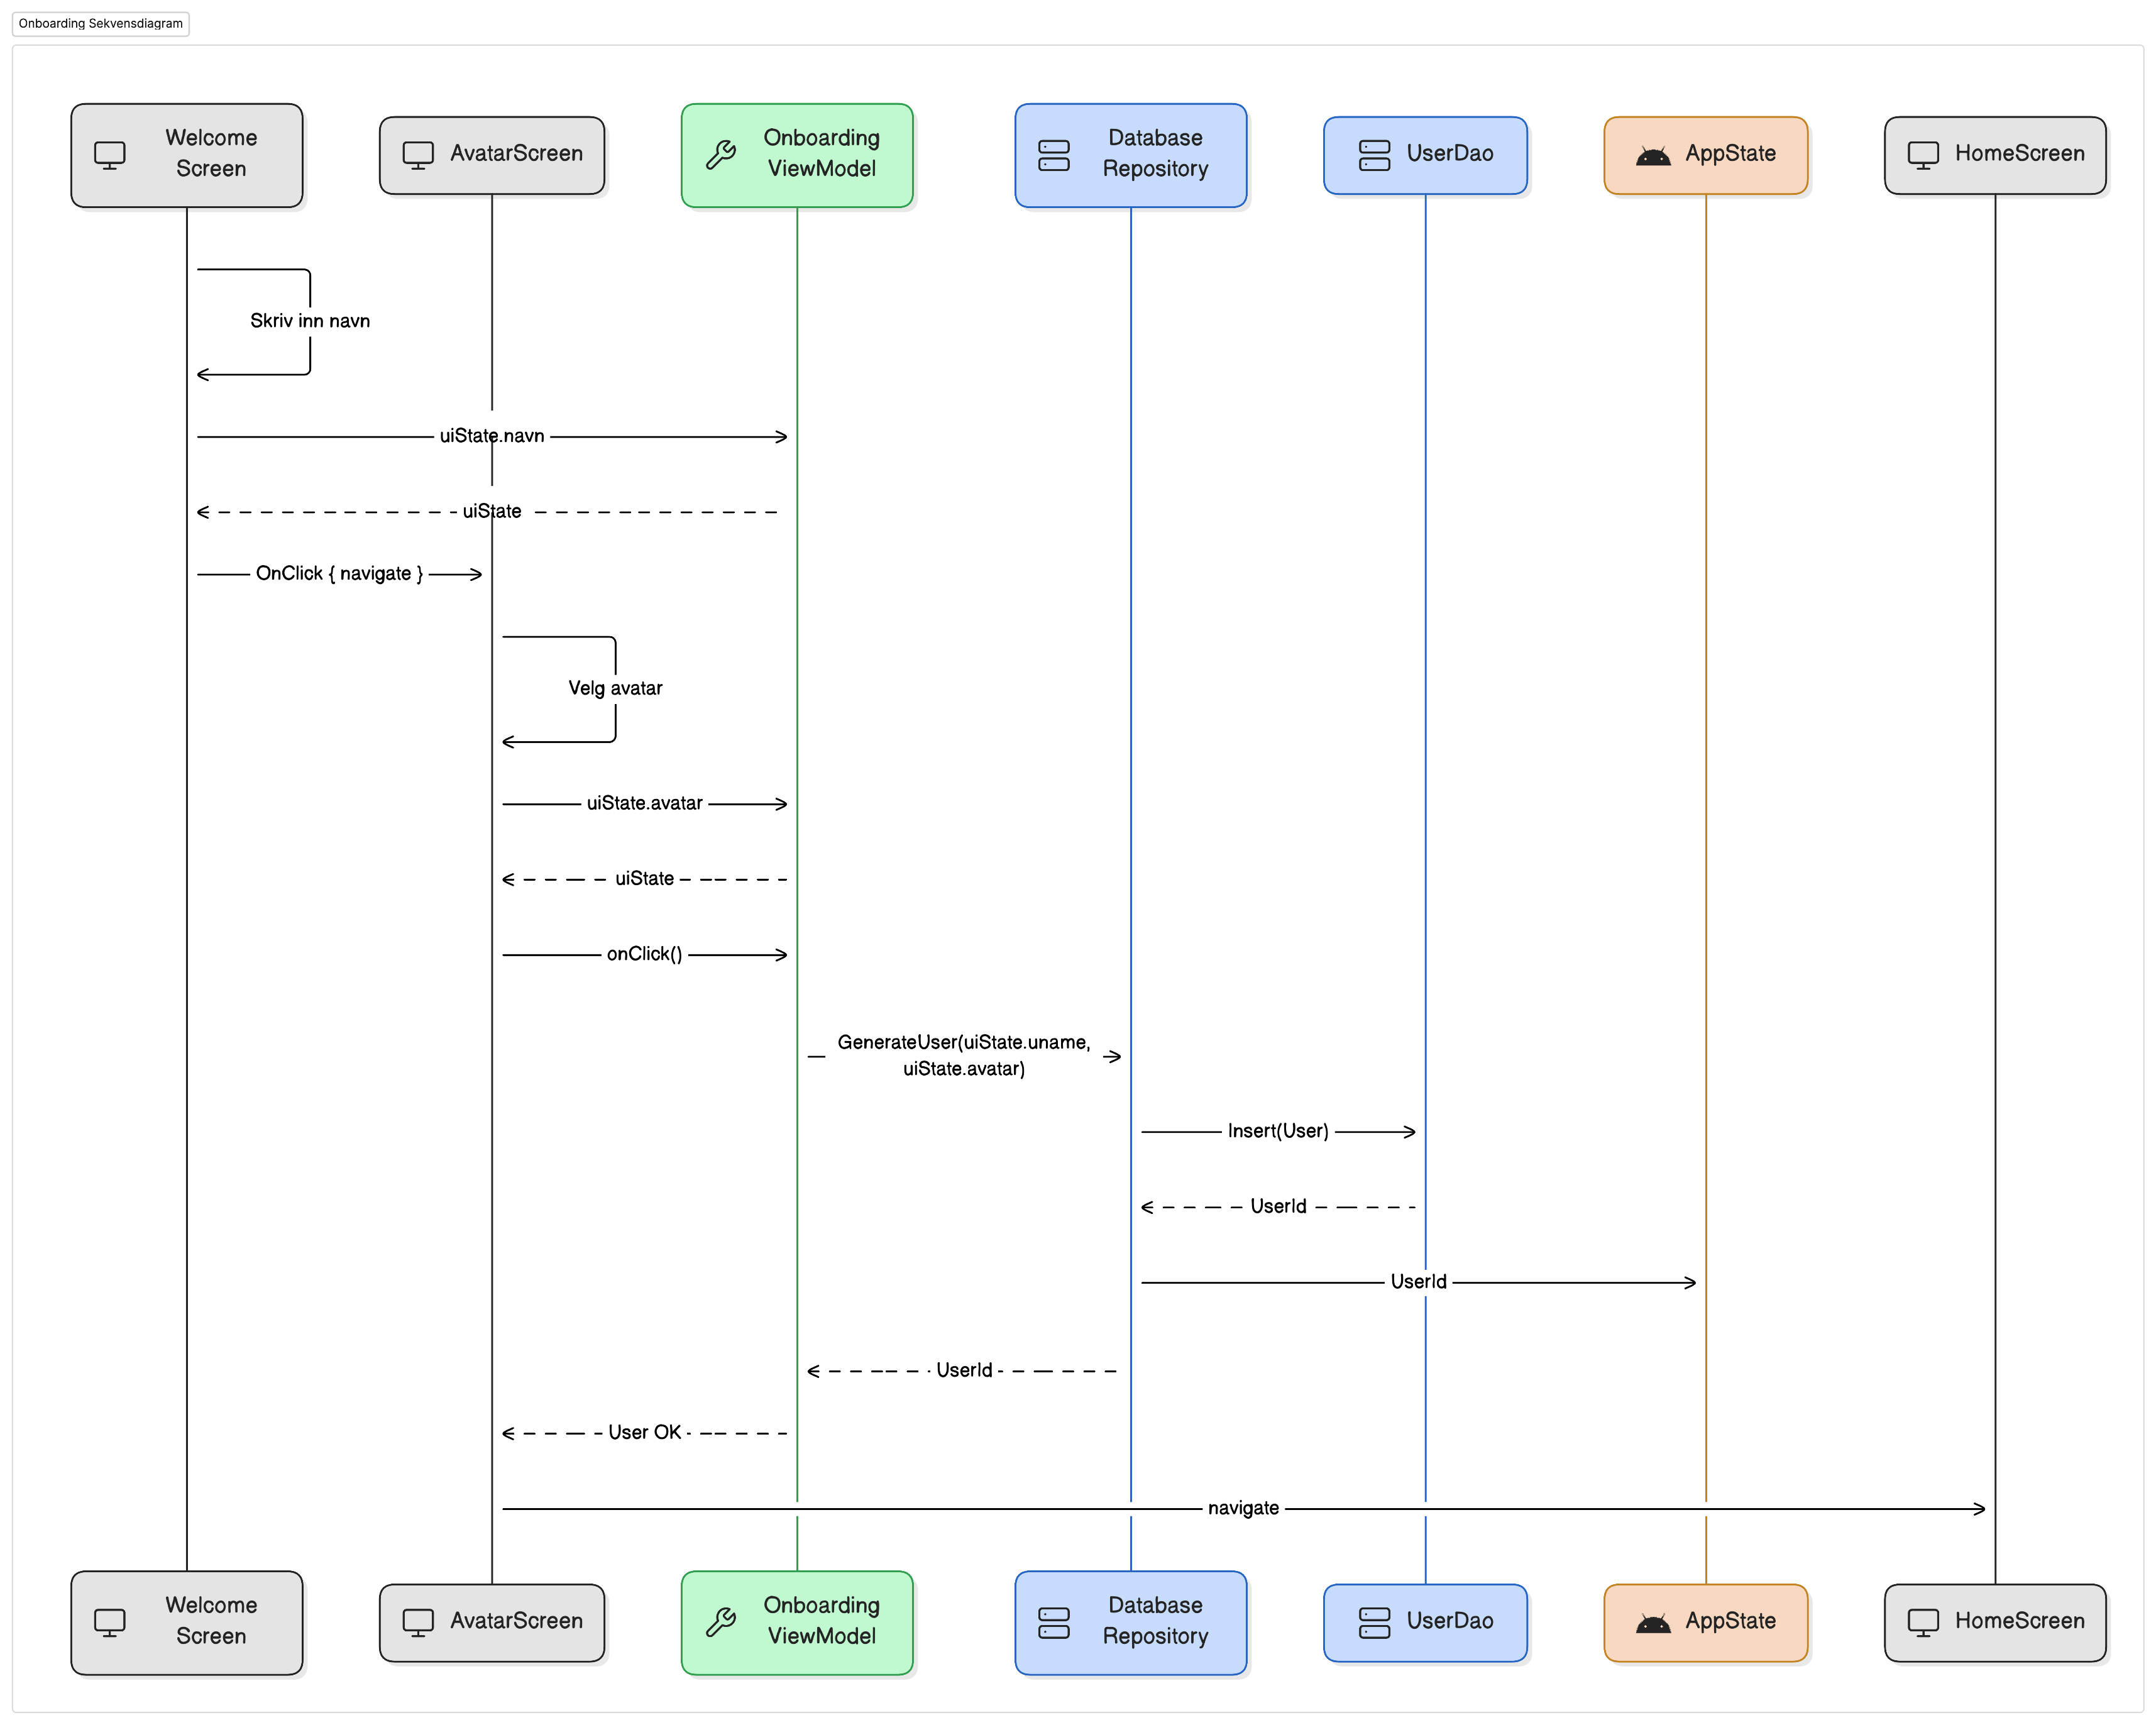 Onboarding Sekvensdiagram
Welcome
Screen
AvatarScreen
Onboarding
ViewModel
Database
Repository
UserDao
AppState
HomeScreen
Skriv inn navn
uiState.navn
uiState
OnClick { navigate }
Velg avatar
uiState.avatar
uiState
onClick()
GenerateUser(uiState.uname,
uiState.avatar)
Insert(User)
UserId
UserId
UserId
User OK
navigate
Welcome
Screen
AvatarScreen
Onboarding
ViewModel
Database
Repository
UserDao
AppState
HomeScreen